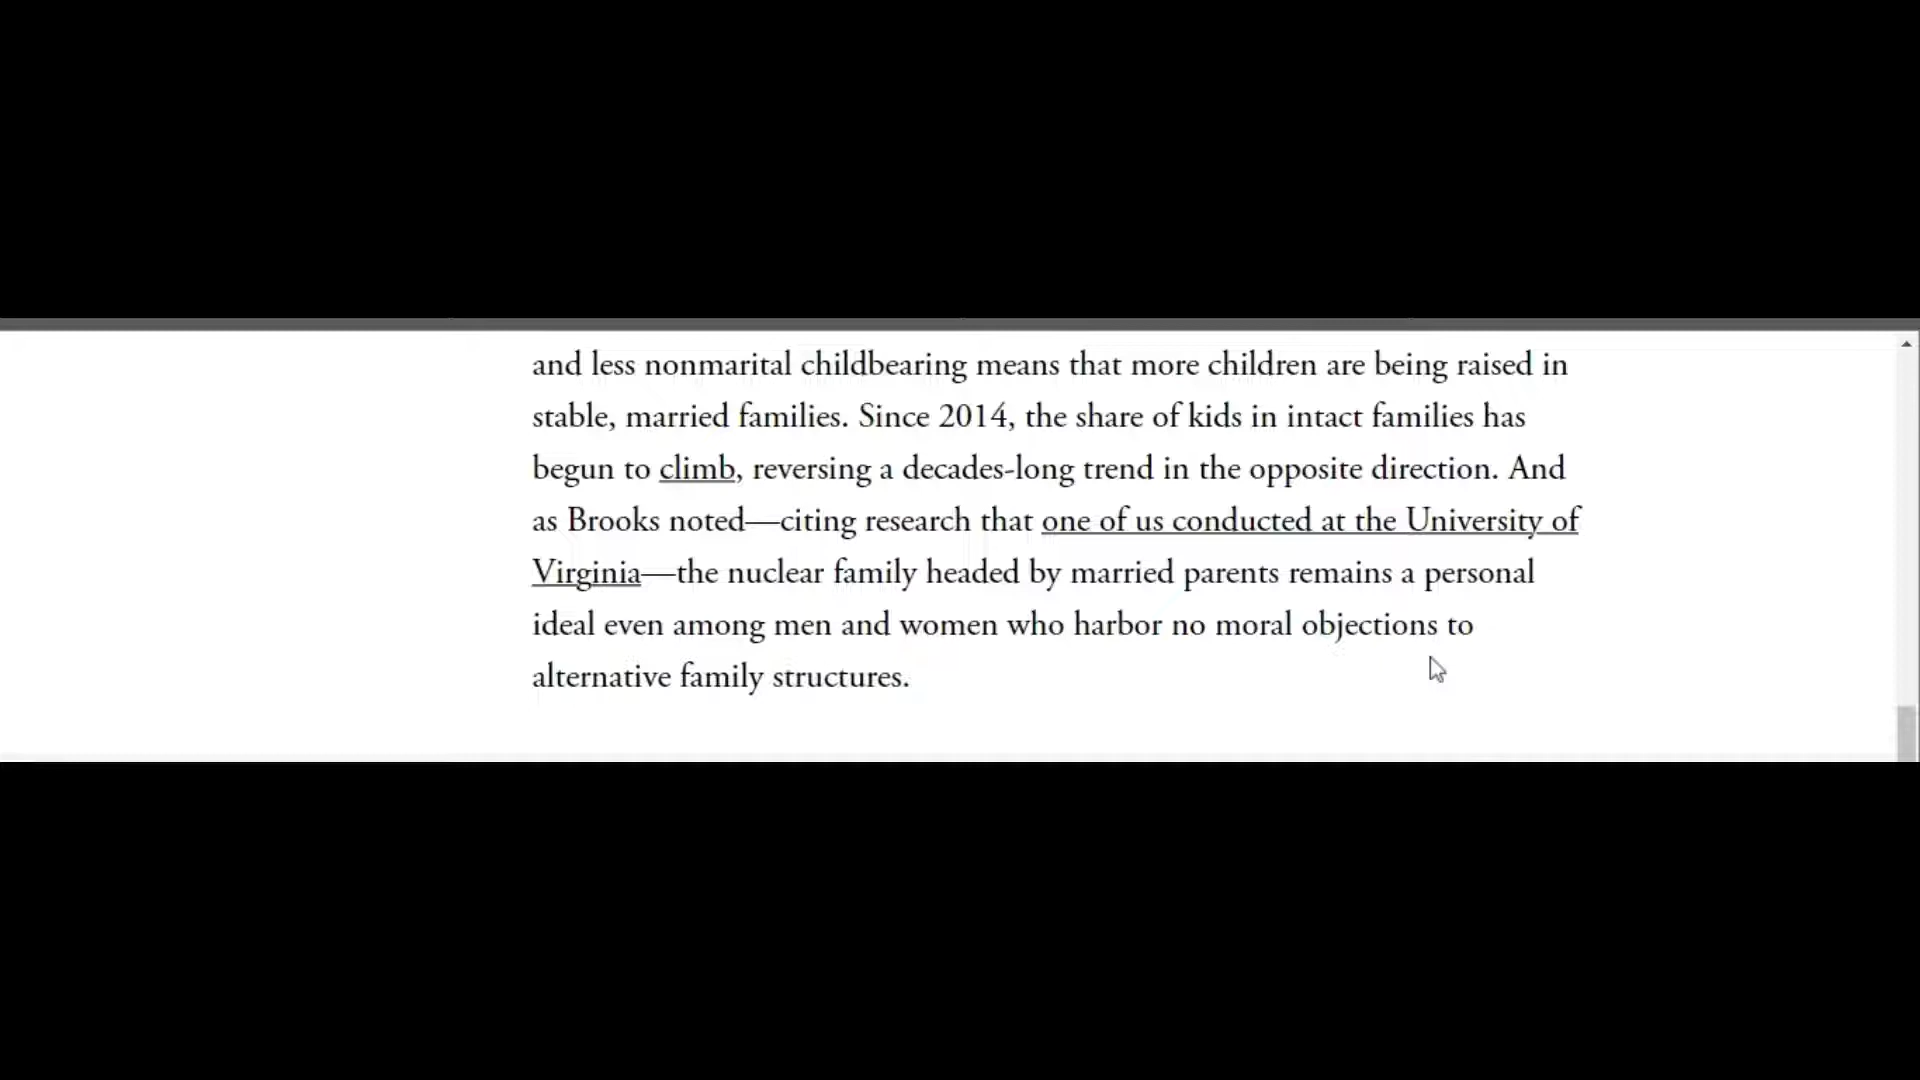 and less nonmarital childbearing means that more children are being raised in
stable, married families. Since 2014, the share of kids in intact families has
begun to climb, reversing a decades-long trend in the opposite direction. And
as Brooks noted—citing research that one of us conducted at the University of
Virginia—the nuclear family headed by married parents remains a personal
ideal even among men and women who harbor no moral objections to
alternative family structures.